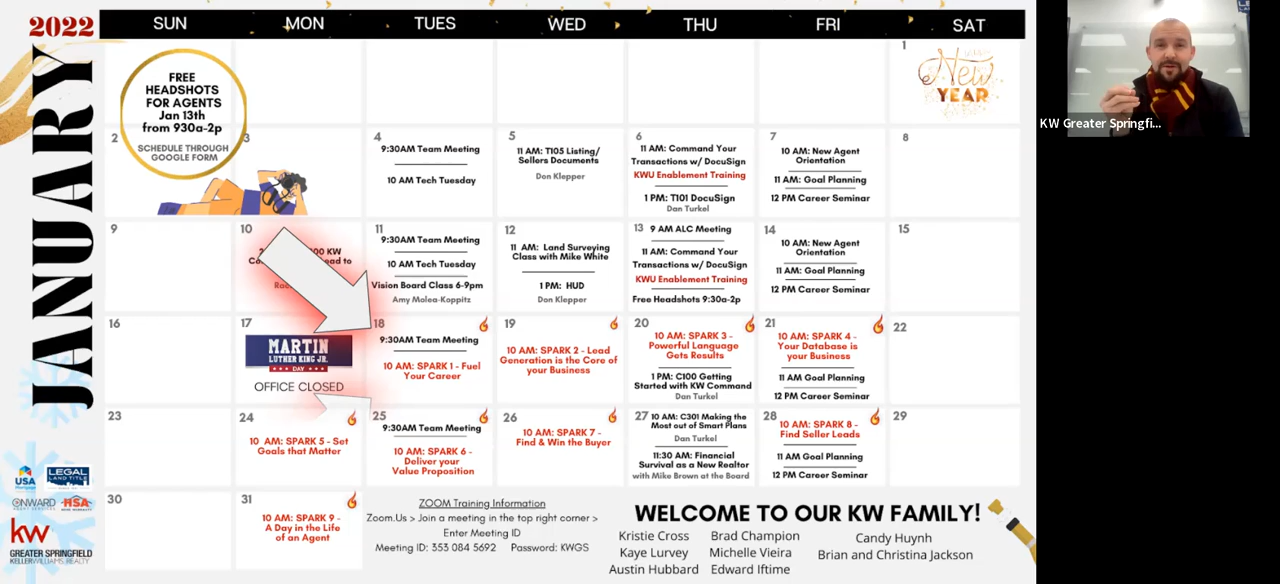 2022
JANUARY
SUN MON TUES WED THU FRI SAT
FREE
HEADSHOTS
FOR AGENTS
Jan 13th
from 930a-2p
SCHEDULE THROUGH
GOOGLE FORM
1
New
YEAR
2
3
4
9:30AM Team Meeting
10 AM Tech Tuesday
5
11 AM: T105 Listing/
Sellers Documents
Don Klepper
6
11 AM: Command Your
Transactions w/ DocuSign
KWU Enablement Training
1 PM: T101 DocuSign
Dan Turkel
7
10 AM: New Agent
Orientation
11 AM: Goal Planning
12 PM Career Seminar
8
9
10
11
9:30AM Team Meeting
10 AM Tech Tuesday
Vision Board Class 6-9pm
Amy Malea-Koppitz
12
11 AM: Land Surveying
Class with Mike White
1 PM: HUD
Don Klepper
13 9 AM ALC Meeting
11 AM: Command Your
Transactions w/ DocuSign
KWU Enablement Training
Free Headshots 9:30a-2p
14
10 AM: New Agent
Orientation
11 AM: Goal Planning
12 PM Career Seminar
15
16
17
MARTIN
LUTHER KING JR.
DAY
OFFICE CLOSED
18
9:30AM Team Meeting
10 AM: SPARK 1 - Fuel
Your Career
19
10 AM: SPARK 2 - Lead
Generation is the Core of
your Business
20
10 AM: SPARK 3 -
Powerful Language
Gets Results
1 PM: C100 Getting
Started with KW Command
Dan Turkel
21
10 AM: SPARK 4 -
Your Database is
your Business
11 AM Goal Planning
12 PM Career Seminar
22
23
24
10 AM: SPARK 5 - Set
Goals that Matter
25
9:30AM Team Meeting
10 AM: SPARK 6 -
Deliver your
Value Proposition
26
10 AM: SPARK 7 -
Find & Win the Buyer
27 10 AM: C301 Making the
Most out of Smart Plans
Dan Turkel
11:30 AM: Financial
Survival as a New Realtor
with Mike Brown at the Board
28
10 AM: SPARK 8 -
Find Seller Leads
11 AM Goal Planning
12 PM Career Seminar
29
30
31
10 AM: SPARK 9 -
A Day in the Life
of an Agent
ZOOM Training Information
Zoom.Us > Join a meeting in the top right corner >
Enter Meeting ID
Meeting ID: 353 084 5692 Password: KWGS
WELCOME TO OUR KW FAMILY!
Kristie Cross
Kaye Lurvey
Austin Hubbard
Brad Champion
Michelle Vieira
Edward Iftime
Candy Huynh
Brian and Christina Jackson
USA
LEGAL
LAND TITLE
ONWARD
HSA
kw
GREATER SPRINGFIELD
KELLERWILLIAMS. REALTY
KW Greater Springfi...